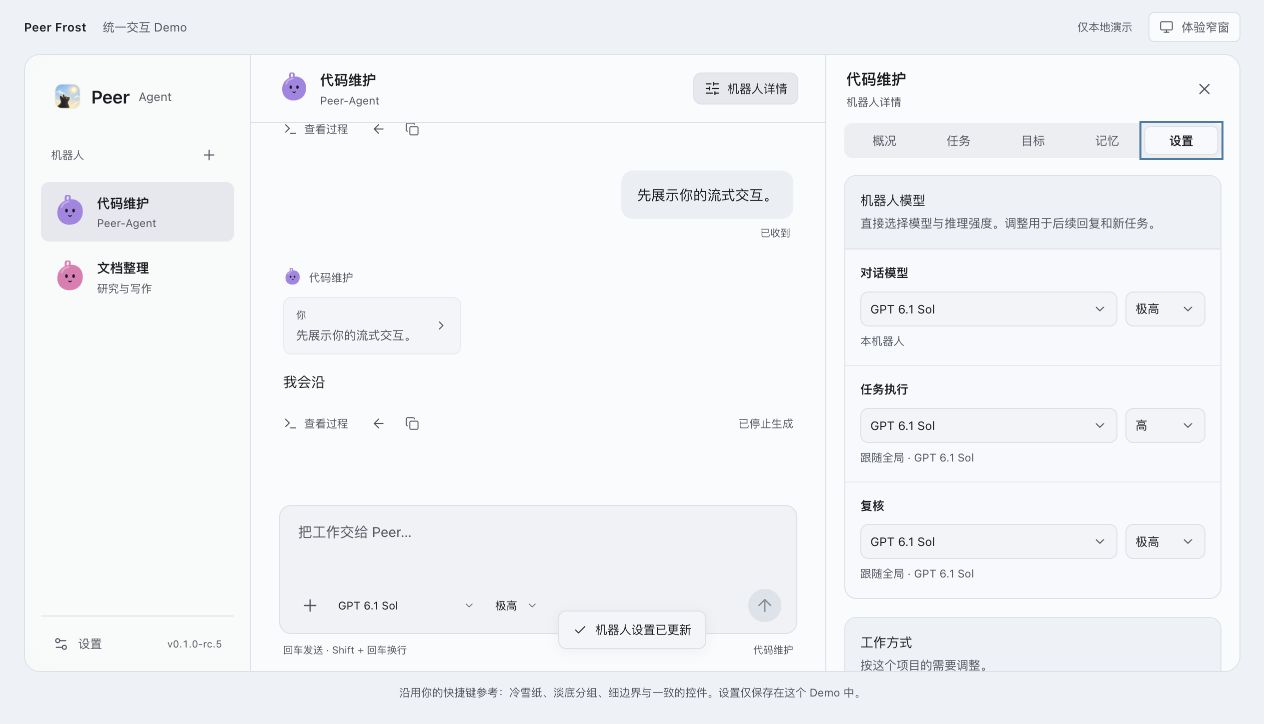 Peer Frost 统一交互 Demo
仅本地演示
体验窄窗
Peer Agent
机器人
代码维护
Peer-Agent
文档整理
研究与写作
设置
v0.1.0-rc.5
代码维护
Peer-Agent
机器人详情
查看过程
先展示你的流式交互。
已收到
代码维护
你
先展示你的流式交互。
我会沿
查看过程
已停止生成
把工作交给 Peer...
GPT 6.1 Sol
极高
机器人设置已更新
回车发送 · Shift + 回车换行
代码维护
代码维护
机器人详情
概况
任务
目标
记忆
设置
机器人模型
直接选择模型与推理强度。调整用于后续回复和新任务。
对话模型
GPT 6.1 Sol
极高
本机器人
任务执行
GPT 6.1 Sol
高
跟随全局 · GPT 6.1 Sol
复核
GPT 6.1 Sol
极高
跟随全局 · GPT 6.1 Sol
工作方式
按这个项目的需要调整。
沿用你的快捷键参考：冷雪纸、淡底分组、细边界与一致的控件。设置仅保存在这个 Demo 中。